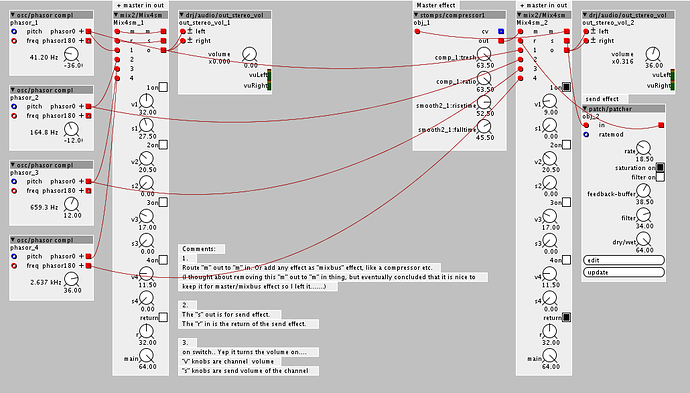 osc/phasor compl
phasor_1
pitch phasor0 +
freq phasor180 +
41.20 Hz
-36.00
osc/phasor compl
phasor_2
pitch phasor0 +
freq phasor180 +
164.8 Hz
-12.00
osc/phasor compl
phasor_3
pitch phasor0 +
freq phasor180 +
659.3 Hz
12.00
osc/phasor compl
phasor_4
pitch phasor0 +
freq phasor180 +
2.637 kHz
36.00
+ master in out
mix2/Mix4sm
Mix4sm_1
m m
r s
1 o
2
3
4
1on
v1
32.00
s1
27.50
2on
v2
20.50
s2
0.00
3on
v3
17.00
s3
0.00
4on
v4
11.50
s4
0.00
return
r
32.00
main
64.00
drj/audio/out_stereo_vol
out_stereo_vol_1
± left
± right
volume
x0.000
0.00
vuLeft
vuRight
Comments:
1.
Route "m" out to "m" in. Or add any effect as "mixbus" effect, like a compressor etc.
(I thought about removing this "m" out to "m" in thing, but eventually concluded that it is nice to
keep it for master/mixbus effect so I left it......)
2.
The "s" out is for send effect.
The "r" in is the return of the send effect.
3.
on switch.. Yep it turns the volume on....
"v" knobs are channel volume
"s" knobs are send volume of the channel
Master effect
stomps/compressor1
obj_1
cv
out
comp_1:tresh
63.50
comp_1:ratio
63.50
smooth2_1:risetime
52.50
smooth2_1:falltime
45.50
+ master in out
mix2/Mix4sm
Mix4sm_2
m m
r s
1 o
2
3
4
1on
v1
9.00
s1
0.00
2on
v2
20.50
s2
0.00
3on
v3
17.00
s3
0.00
4on
v4
11.50
s4
0.00
return
r
32.00
main
64.00
drj/audio/out_stereo_vol
out_stereo_vol_2
± left
± right
volume
x0.316
36.00
vuLeft
vuRight
send effect
patch/patcher
obj_2
in
ratemod
rate
18.50
saturation on
filter on
feedback-buffer
38.50
filter
34.00
dry/wet
64.00
edit
update